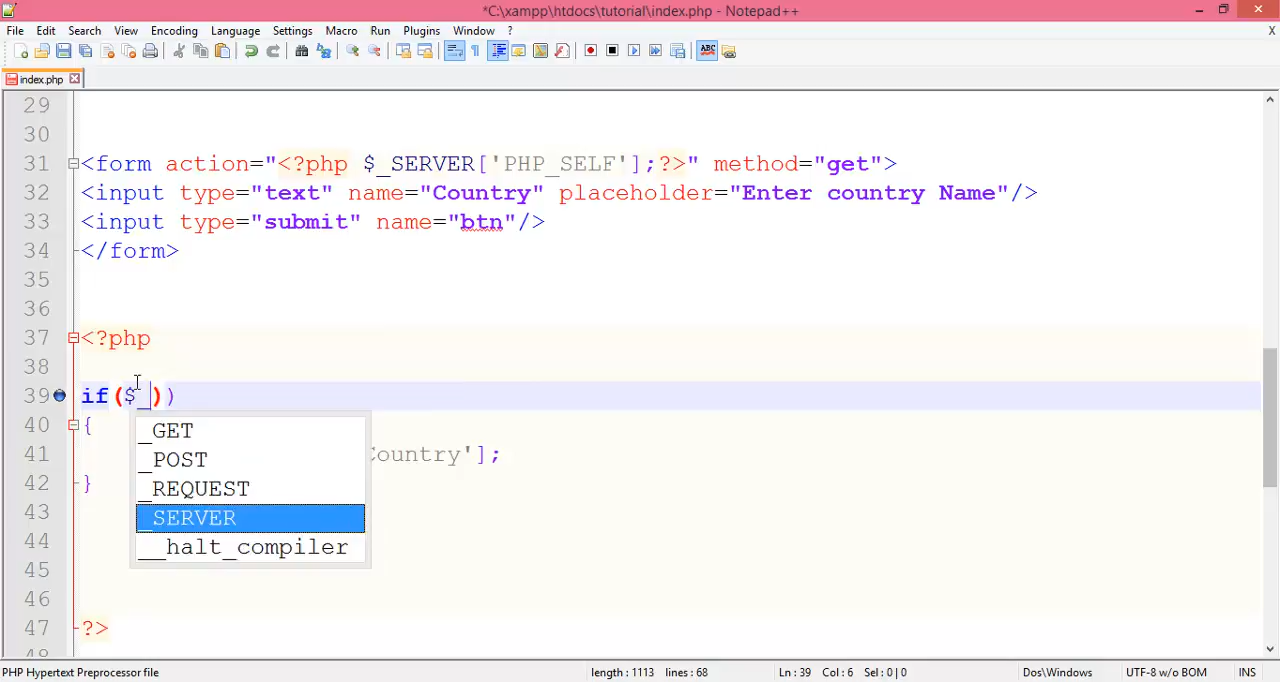 *C:\xampp\htdocs\tutorial\index.php - Notepad++
File Edit Search View Encoding Language Settings Macro Run Plugins Window ? X
ABC
index.php
29
30
31 <form action="<?php $_SERVER['PHP_SELF'];?>" method="get">
32 <input type="text" name="Country" placeholder="Enter country Name"/>
33 <input type="submit" name="btn"/>
34 </form>
35
36
37 <?php
38
39 if($_))
40 {
_GET
41 Country'];
_POST
42 }
_REQUEST
43
_SERVER
44
__halt_compiler
45
46
47 ?>
48
PHP Hypertext Preprocessor file length : 1113 lines : 68 Ln : 39 Col : 6 Sel : 0 | 0 Dos\Windows UTF-8 w/o BOM INS